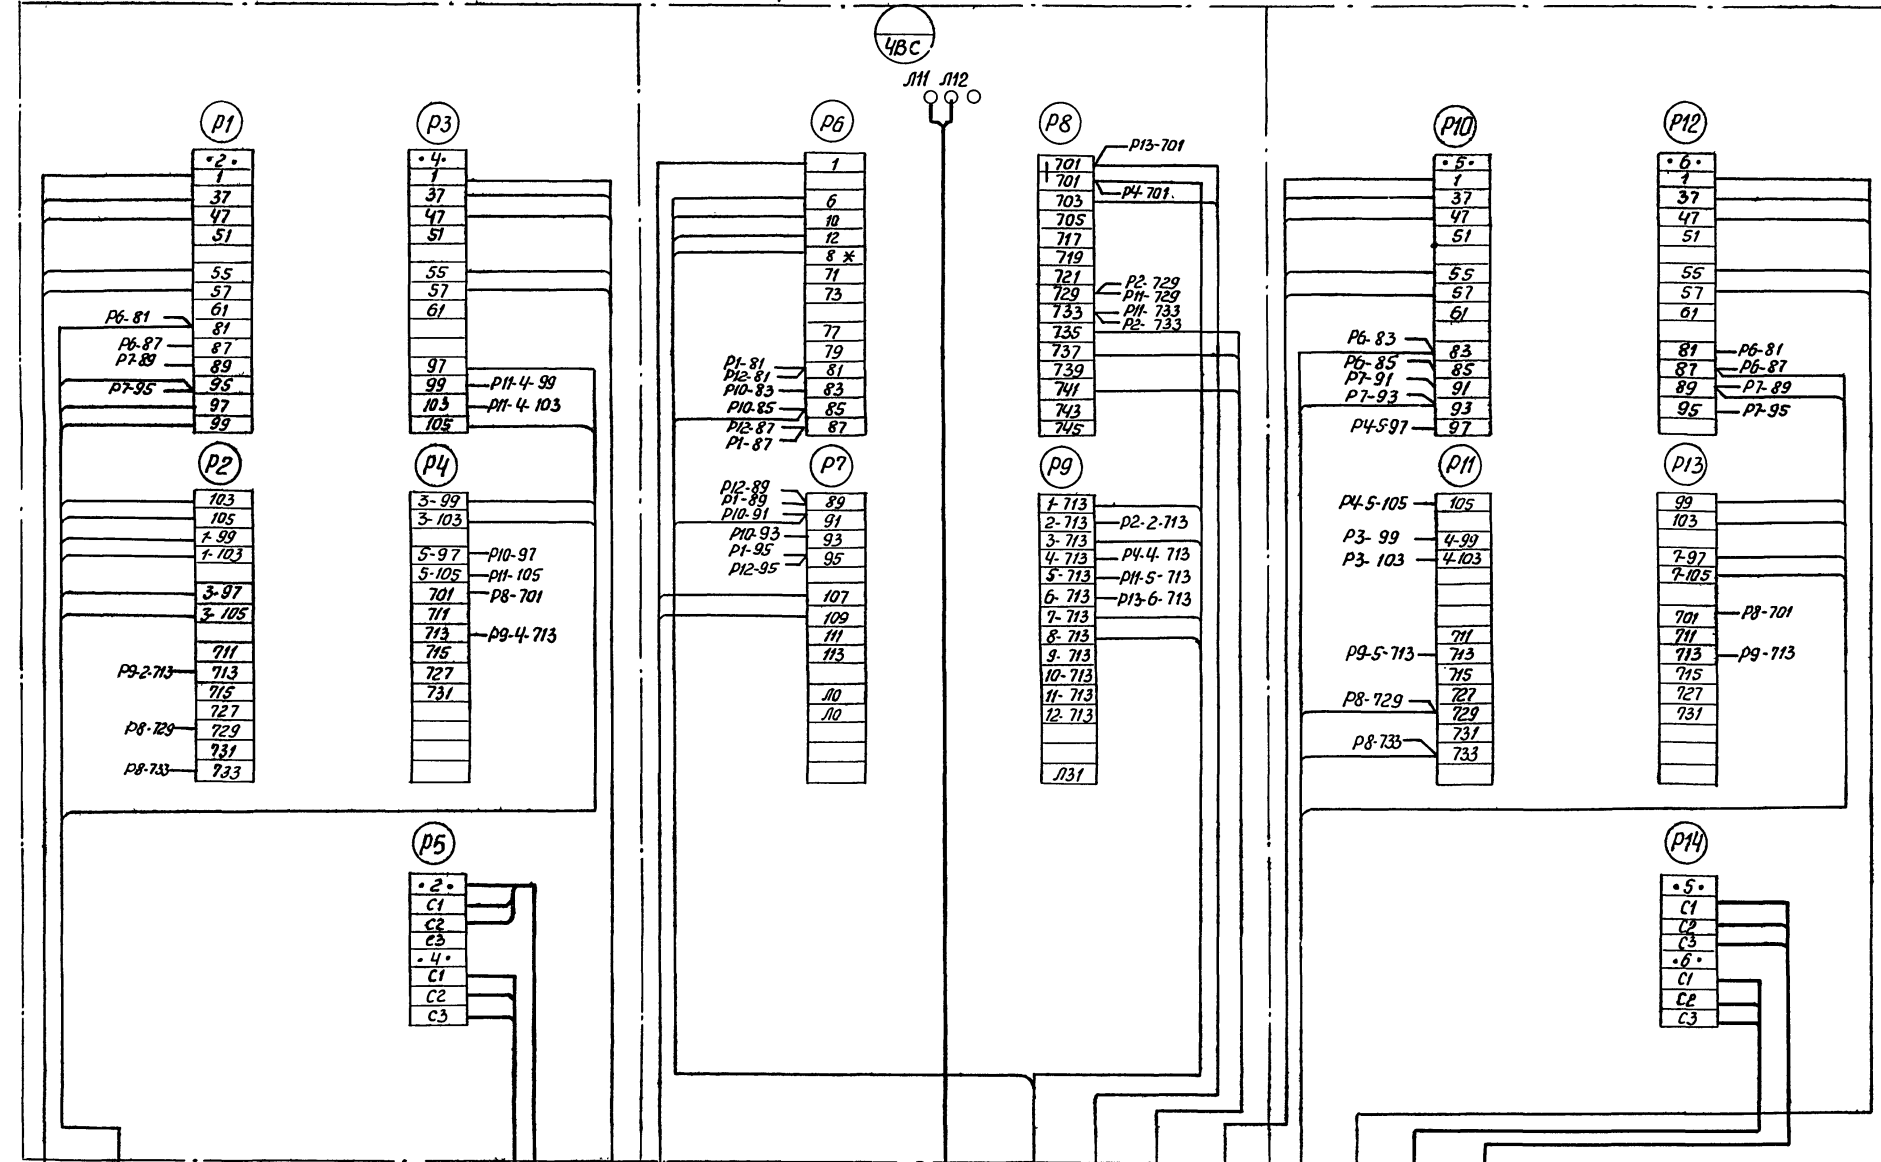 4ВС
Л11 Л12
Р1
• 2 •
1
37
47
51
55
57
61
81
87
89
95
97
99
Р6-81
Р6-87
Р7-89
Р7-95
Р2
103
105
1-99
1-103
3-97
3-105
711
713
715
727
729
731
733
Р9-2-713
Р8-729
Р8-733
Р3
• 4 •
1
37
47
51
55
57
61
97
99
103
105
Р11-4-99
Р11-4-103
Р4
3-99
3-103
5-97
5-105
701
711
713
715
727
731
Р10-97
Р11-105
Р8-701
Р9-4-713
Р5
• 2 •
С1
С2
С3
• 4 •
С1
С2
С3
Р6
1
6
10
12
8 *
71
73
77
79
81
83
85
87
Р1-81
Р12-81
Р10-83
Р10-85
Р12-87
Р1-87
Р7
89
91
93
95
107
109
111
113
Л0
Л0
Р12-89
Р1-89
Р10-91
Р10-93
Р1-95
Р12-95
Р8
701
701
703
705
717
719
721
729
733
735
737
739
741
743
745
Р13-701
Р4-701
Р2-729
Р11-729
Р11-733
Р2-733
Р9
1-713
2-713
3-713
4-713
5-713
6-713
7-713
8-713
9-713
10-713
11-713
12-713
Л31
Р2-2-713
Р4-4-713
Р11-5-713
Р13-6-713
Р10
• 5 •
1
37
47
51
55
57
61
83
85
91
93
97
Р6-83
Р6-85
Р7-91
Р7-93
Р4-5-97
Р11
105
4-99
4-103
711
713
715
727
729
731
733
Р4-5-105
Р3-99
Р3-103
Р9-5-713
Р8-729
Р8-733
Р12
• 6 •
1
37
47
51
55
57
61
81
87
89
95
Р6-81
Р6-87
Р7-89
Р7-95
Р13
99
103
7-97
7-105
701
711
713
715
727
731
Р8-701
Р9-713
Р14
• 5 •
С1
С2
С3
• 6 •
С1
С2
С3